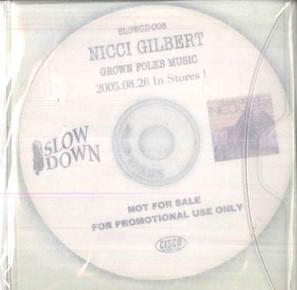 SLOWCD-008
NICCI GILBERT
GROWN FOLKS MUSIC
2005.08.26 In Stores !
SLOW
DOWN
NOT FOR SALE
FOR PROMOTIONAL USE ONLY
CISCO